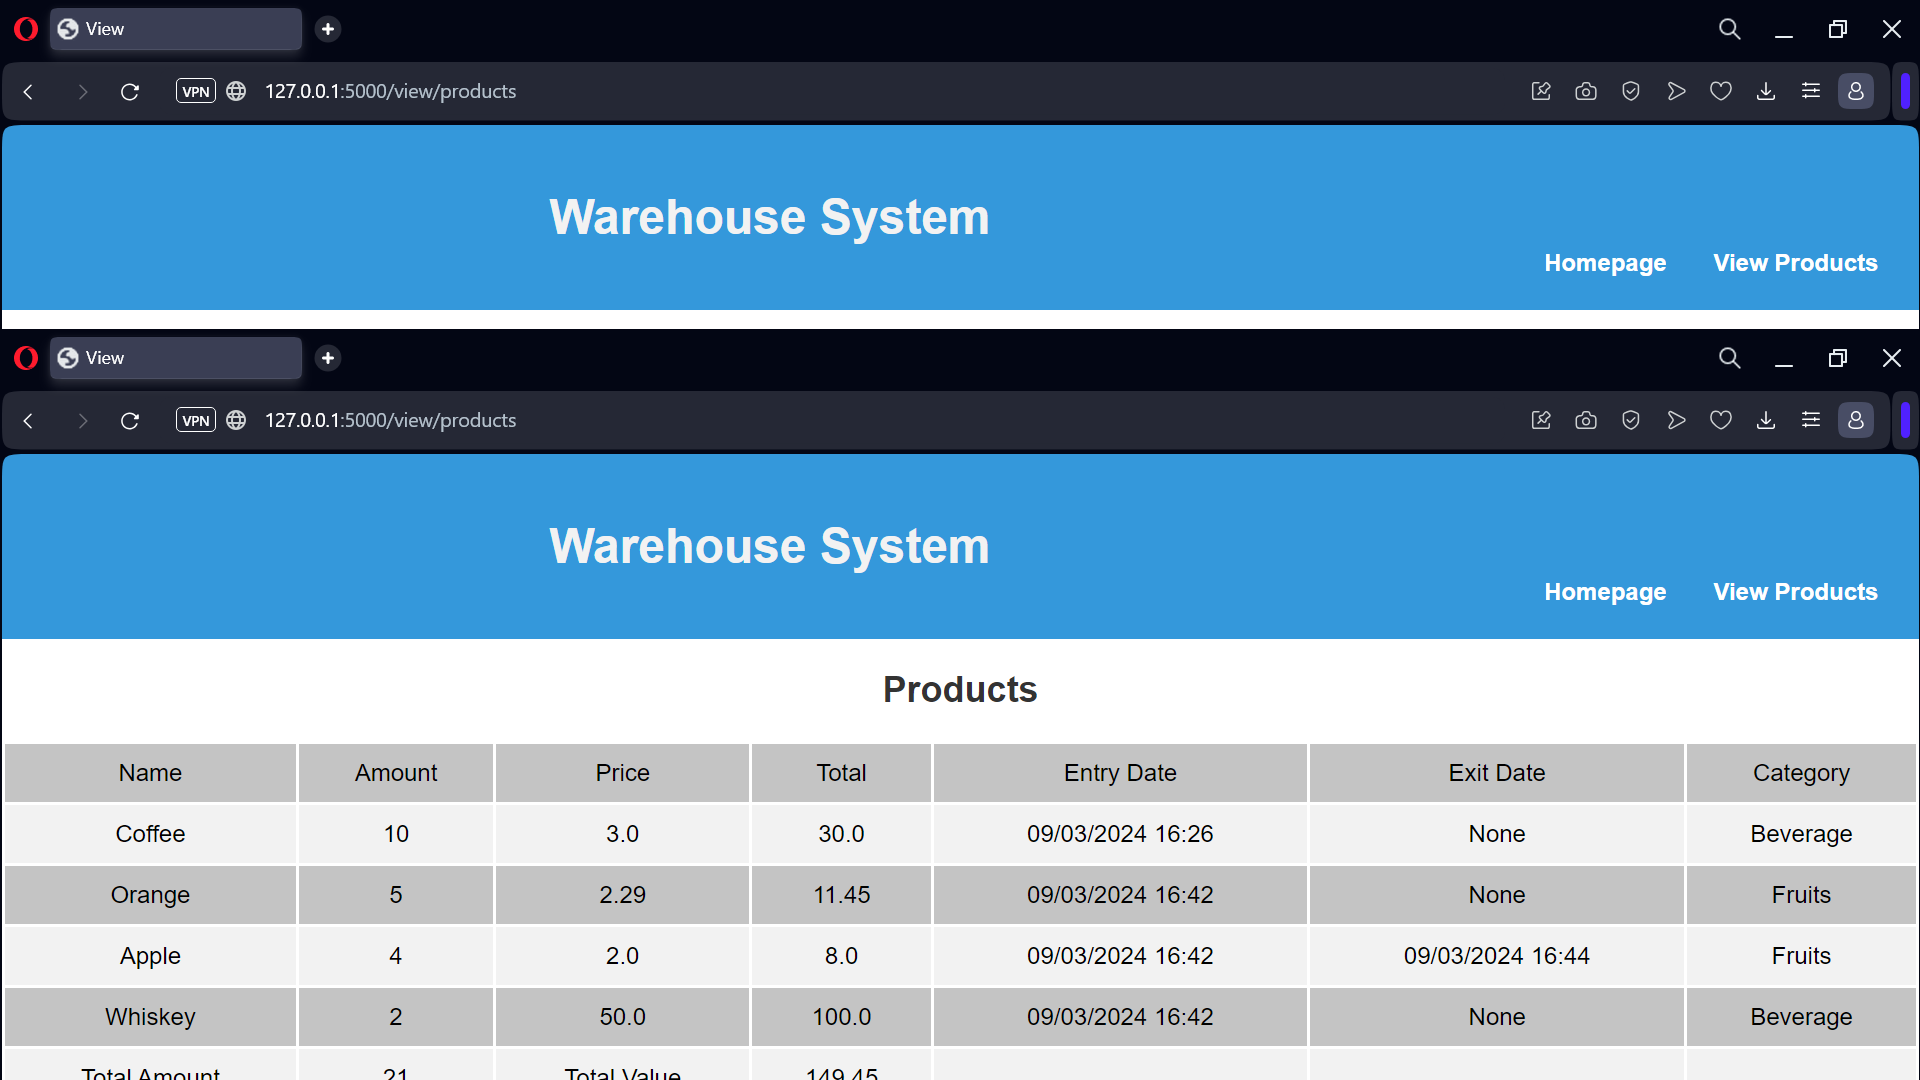 View
VPN 127.0.0.1:5000/view/products
Warehouse System
Homepage View Products
View
VPN 127.0.0.1:5000/view/products
Warehouse System
Homepage View Products
Products
Name Amount Price Total Entry Date Exit Date Category
Coffee 10 3.0 30.0 09/03/2024 16:26 None Beverage
Orange 5 2.29 11.45 09/03/2024 16:42 None Fruits
Apple 4 2.0 8.0 09/03/2024 16:42 09/03/2024 16:44 Fruits
Whiskey 2 50.0 100.0 09/03/2024 16:42 None Beverage
Total Amount 21 Total Value 149.45